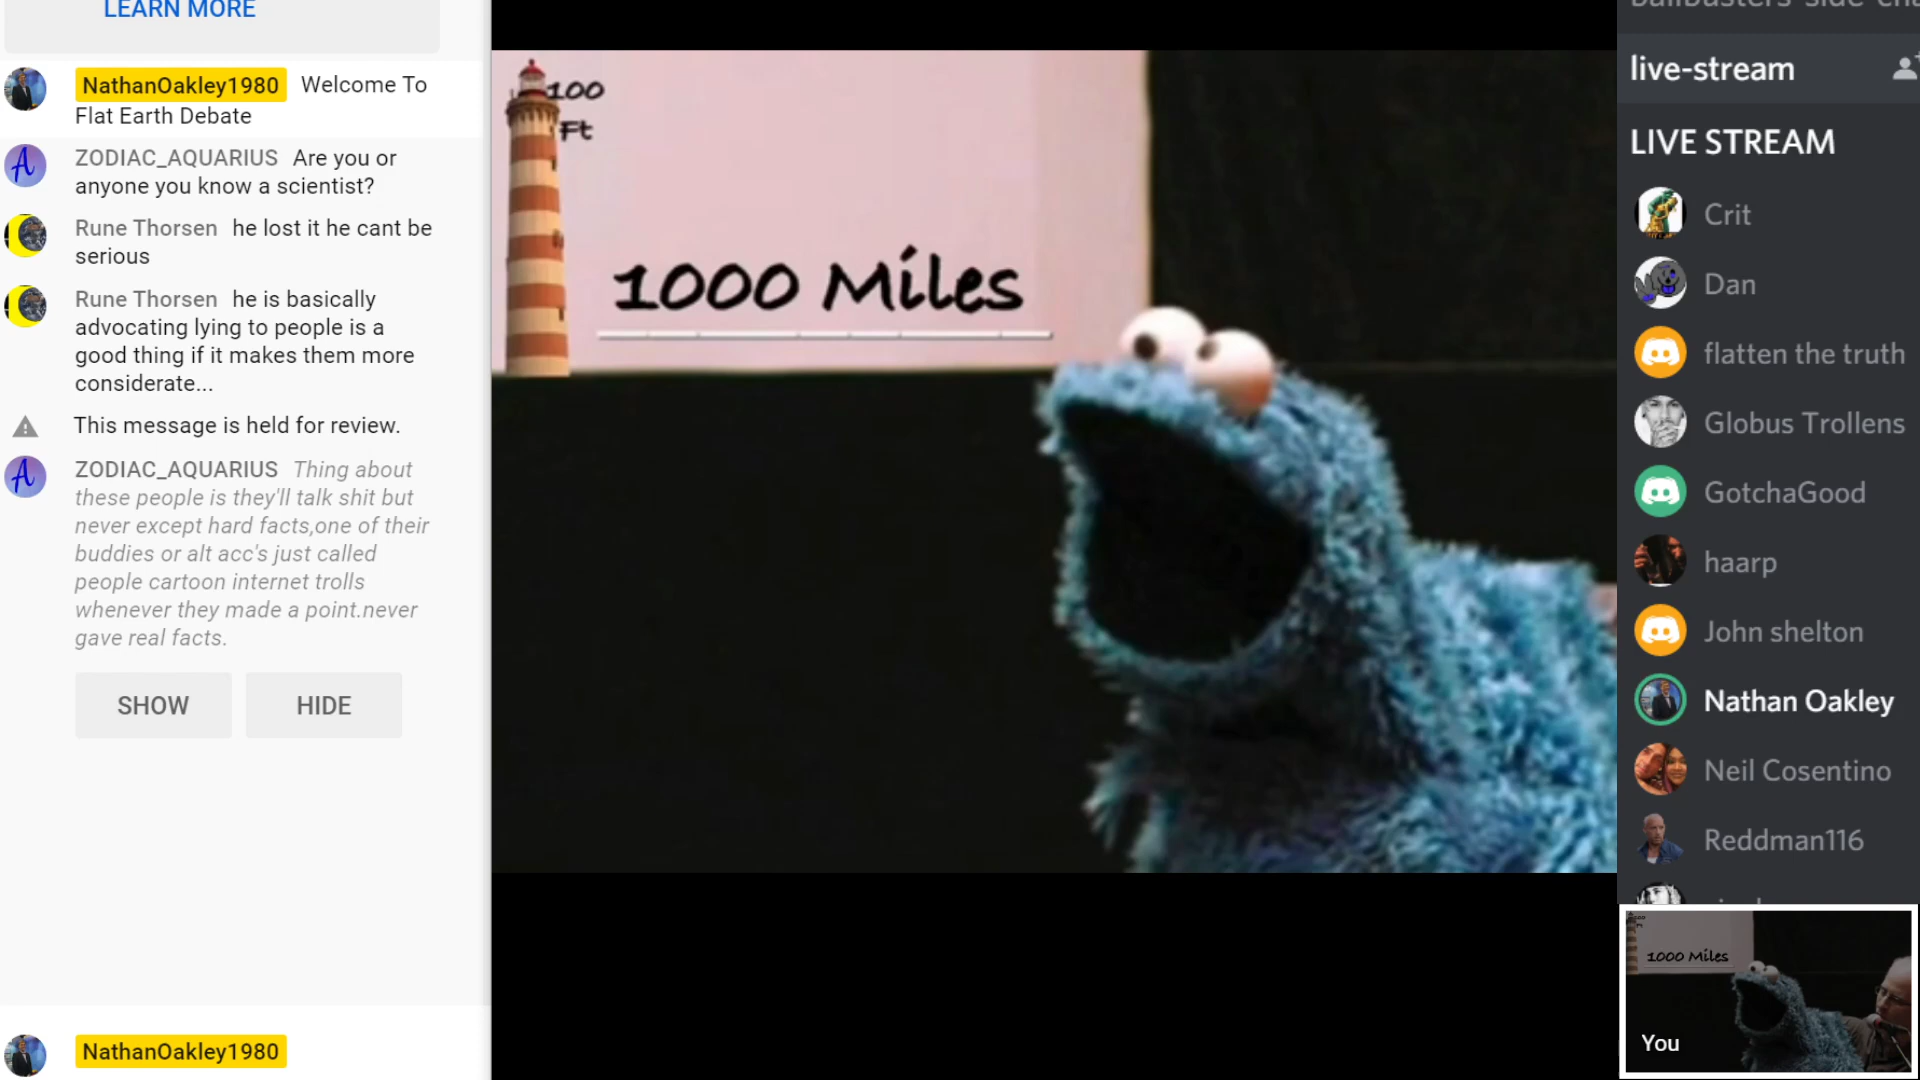 LEARN MORE
NathanOakley1980 Welcome To
Flat Earth Debate
ZODIAC_AQUARIUS Are you or
anyone you know a scientist?
Rune Thorsen he lost it he cant be
serious
Rune Thorsen he is basically
advocating lying to people is a
good thing if it makes them more
considerate...
This message is held for review.
ZODIAC_AQUARIUS Thing about
these people is they'll talk shit but
never except hard facts,one of their
buddies or alt acc's just called
people cartoon internet trolls
whenever they made a point.never
gave real facts.
SHOW HIDE
NathanOakley1980
100
Ft
1000 Miles
live-stream
LIVE STREAM
Crit
Dan
flatten the truth
Globus Trollens
GotchaGood
haarp
John shelton
Nathan Oakley
Neil Cosentino
Reddman116
1000 Miles
You